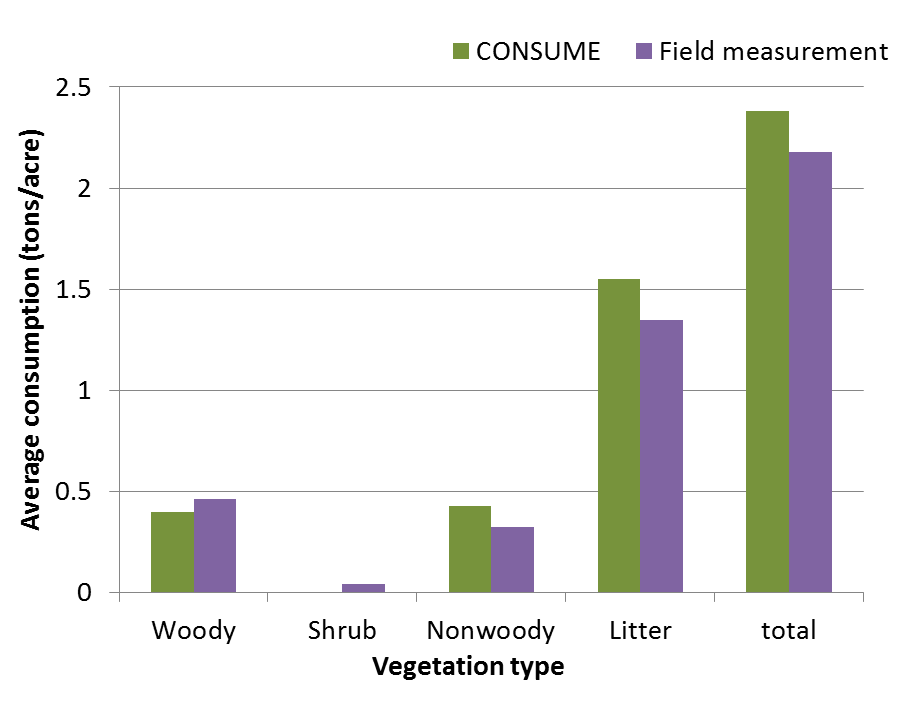 CONSUME Field measurement
2.5
2
1.5
1
0.5
0
Average consumption (tons/acre)
Woody Shrub Nonwoody Litter total
Vegetation type